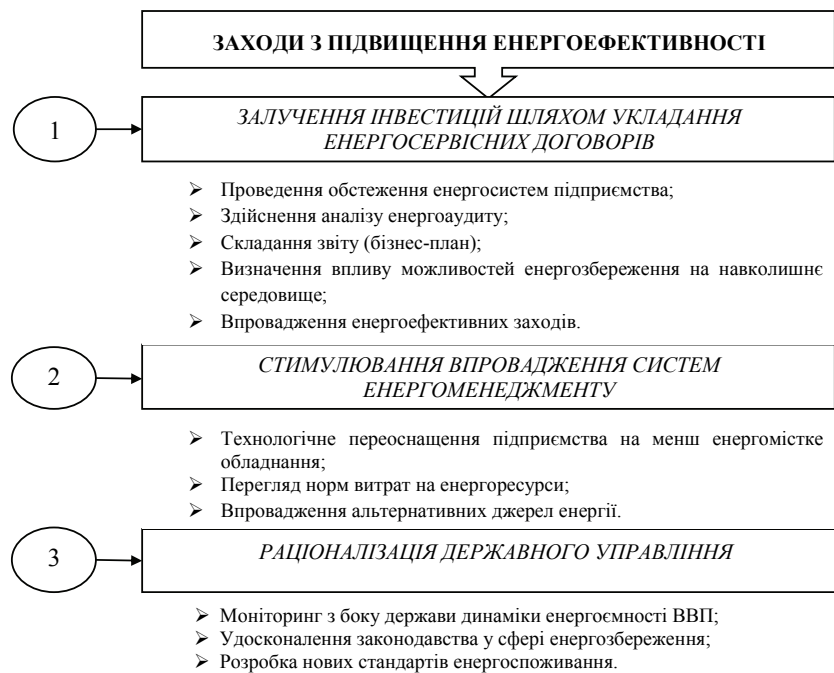 ЗАХОДИ З ПІДВИЩЕННЯ ЕНЕРГОЕФЕКТИВНОСТІ
1
ЗАЛУЧЕННЯ ІНВЕСТИЦІЙ ШЛЯХОМ УКЛАДАННЯ
ЕНЕРГОСЕРВІСНИХ ДОГОВОРІВ
➢ Проведення обстеження енергосистем підприємства;
➢ Здійснення аналізу енергоаудиту;
➢ Складання звіту (бізнес-план);
➢ Визначення впливу можливостей енергозбереження на навколишнє
середовище;
➢ Впровадження енергоефективних заходів.
2
СТИМУЛЮВАННЯ ВПРОВАДЖЕННЯ СИСТЕМ
ЕНЕРГОМЕНЕДЖМЕНТУ
➢ Технологічне переоснащення підприємства на менш енергомістке
обладнання;
➢ Перегляд норм витрат на енергоресурси;
➢ Впровадження альтернативних джерел енергії.
3
РАЦІОНАЛІЗАЦІЯ ДЕРЖАВНОГО УПРАВЛІННЯ
➢ Моніторинг з боку держави динаміки енергоємності ВВП;
➢ Удосконалення законодавства у сфері енергозбереження;
➢ Розробка нових стандартів енергоспоживання.